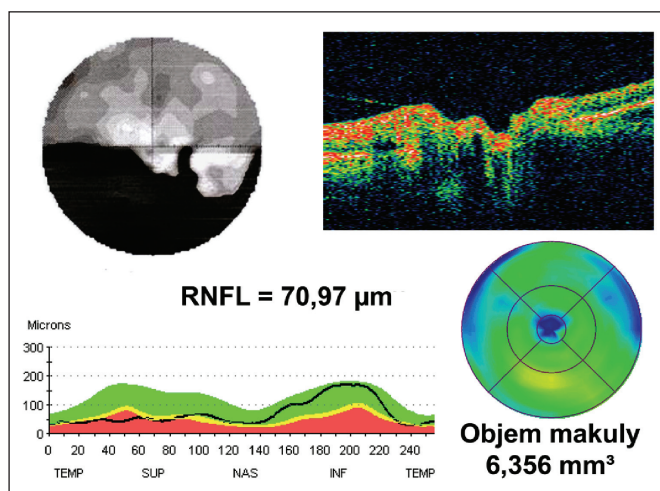 RNFL = 70,97 µm
Microns
300
200
100
0
0 20 40 60 80 100 120 140 160 180 200 220 240
TEMP SUP NAS INF TEMP
Objem makuly
6,356 mm³